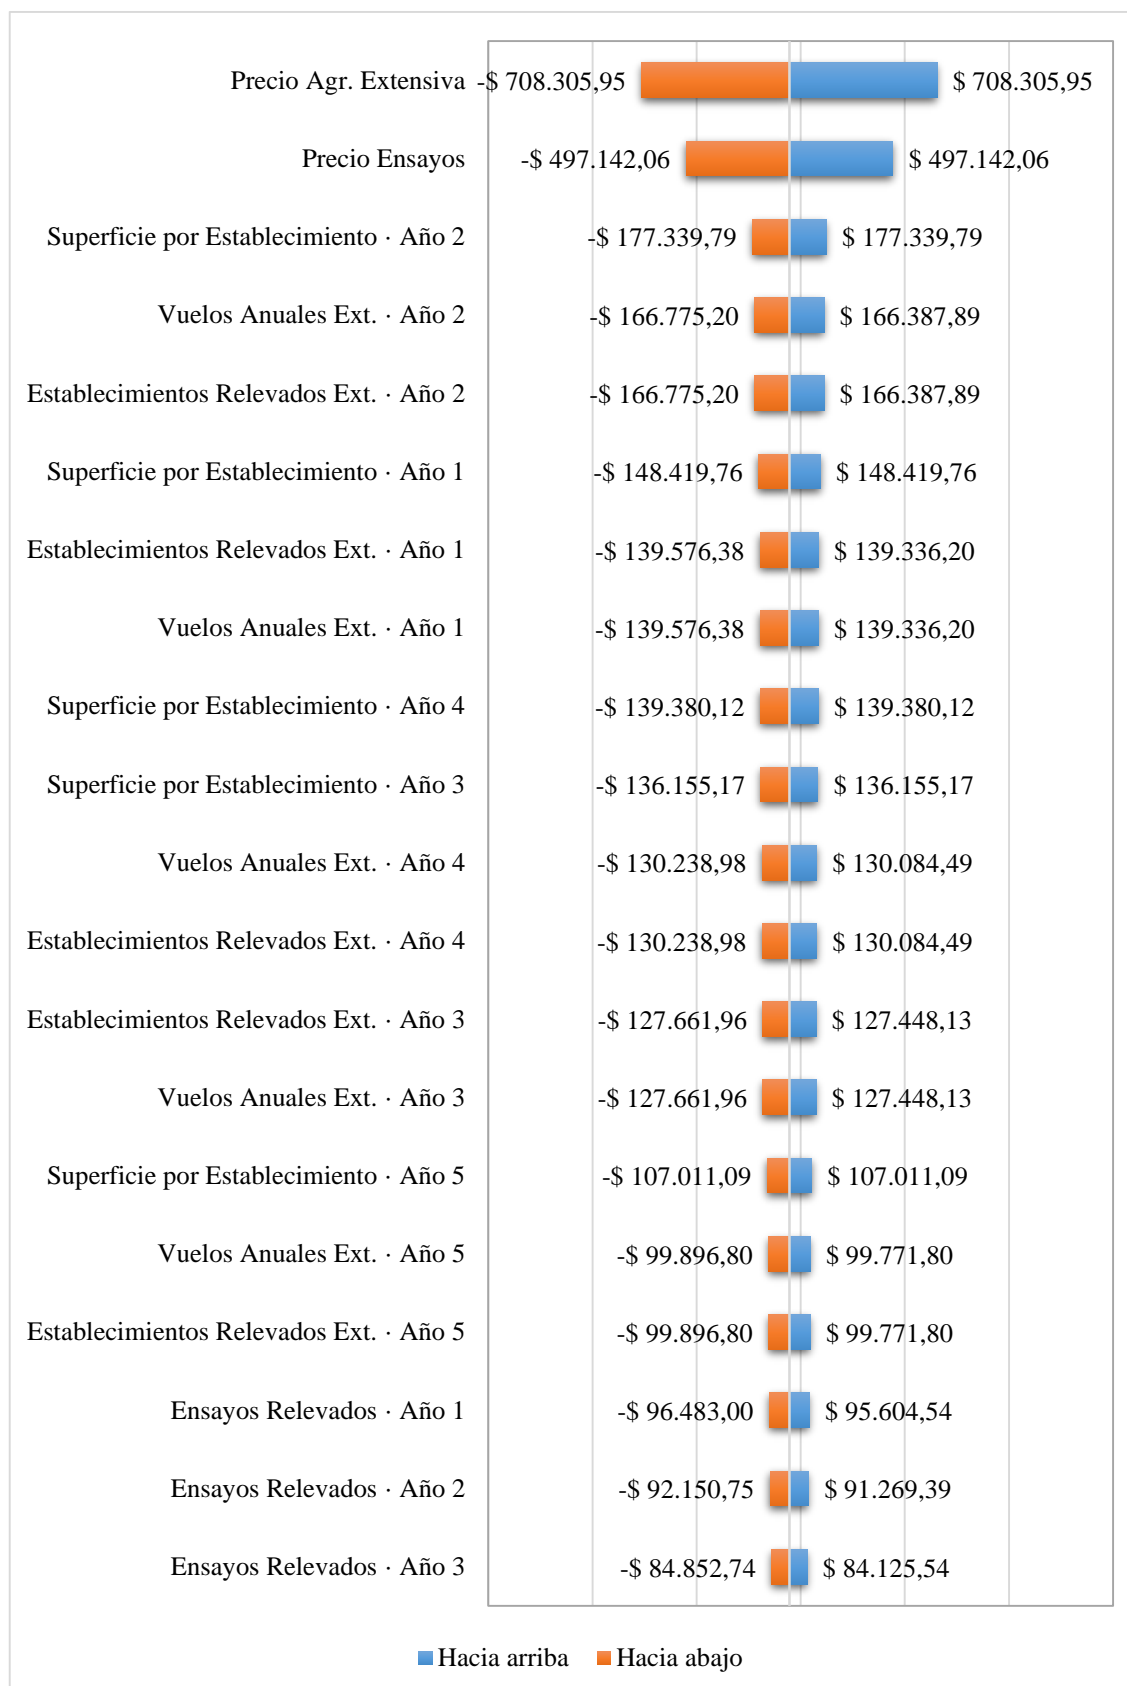 Precio Agr. Extensiva -$ 708.305,95 $ 708.305,95
Precio Ensayos -$ 497.142,06 $ 497.142,06
Superficie por Establecimiento · Año 2 -$ 177.339,79 $ 177.339,79
Vuelos Anuales Ext. · Año 2 -$ 166.775,20 $ 166.387,89
Establecimientos Relevados Ext. · Año 2 -$ 166.775,20 $ 166.387,89
Superficie por Establecimiento · Año 1 -$ 148.419,76 $ 148.419,76
Establecimientos Relevados Ext. · Año 1 -$ 139.576,38 $ 139.336,20
Vuelos Anuales Ext. · Año 1 -$ 139.576,38 $ 139.336,20
Superficie por Establecimiento · Año 4 -$ 139.380,12 $ 139.380,12
Superficie por Establecimiento · Año 3 -$ 136.155,17 $ 136.155,17
Vuelos Anuales Ext. · Año 4 -$ 130.238,98 $ 130.084,49
Establecimientos Relevados Ext. · Año 4 -$ 130.238,98 $ 130.084,49
Establecimientos Relevados Ext. · Año 3 -$ 127.661,96 $ 127.448,13
Vuelos Anuales Ext. · Año 3 -$ 127.661,96 $ 127.448,13
Superficie por Establecimiento · Año 5 -$ 107.011,09 $ 107.011,09
Vuelos Anuales Ext. · Año 5 -$ 99.896,80 $ 99.771,80
Establecimientos Relevados Ext. · Año 5 -$ 99.896,80 $ 99.771,80
Ensayos Relevados · Año 1 -$ 96.483,00 $ 95.604,54
Ensayos Relevados · Año 2 -$ 92.150,75 $ 91.269,39
Ensayos Relevados · Año 3 -$ 84.852,74 $ 84.125,54
Hacia arriba Hacia abajo